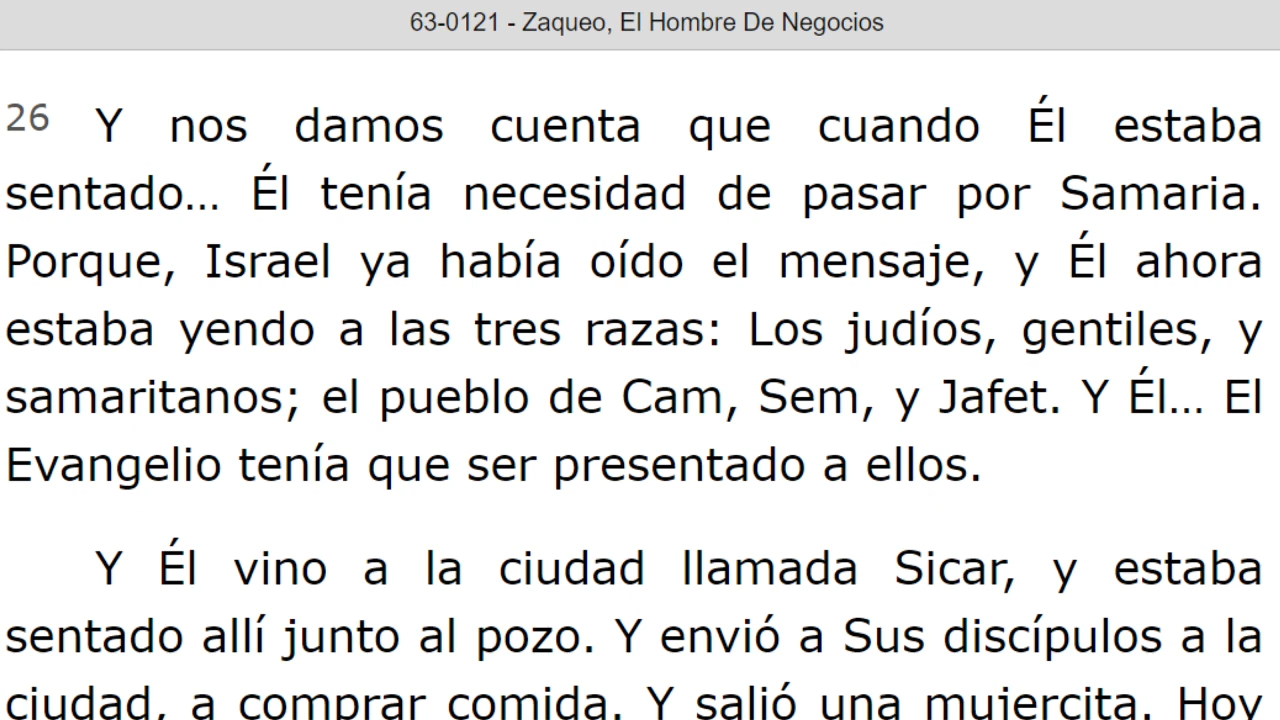 63-0121 - Zaqueo, El Hombre De Negocios
26 Y nos damos cuenta que cuando Él estaba
sentado... Él tenía necesidad de pasar por Samaria.
Porque, Israel ya había oído el mensaje, y Él ahora
estaba yendo a las tres razas: Los judíos, gentiles, y
samaritanos; el pueblo de Cam, Sem, y Jafet. Y Él... El
Evangelio tenía que ser presentado a ellos.
Y Él vino a la ciudad llamada Sicar, y estaba
sentado allí junto al pozo. Y envió a Sus discípulos a la
ciudad, a comprar comida. Y salió una mujercita. Hoy